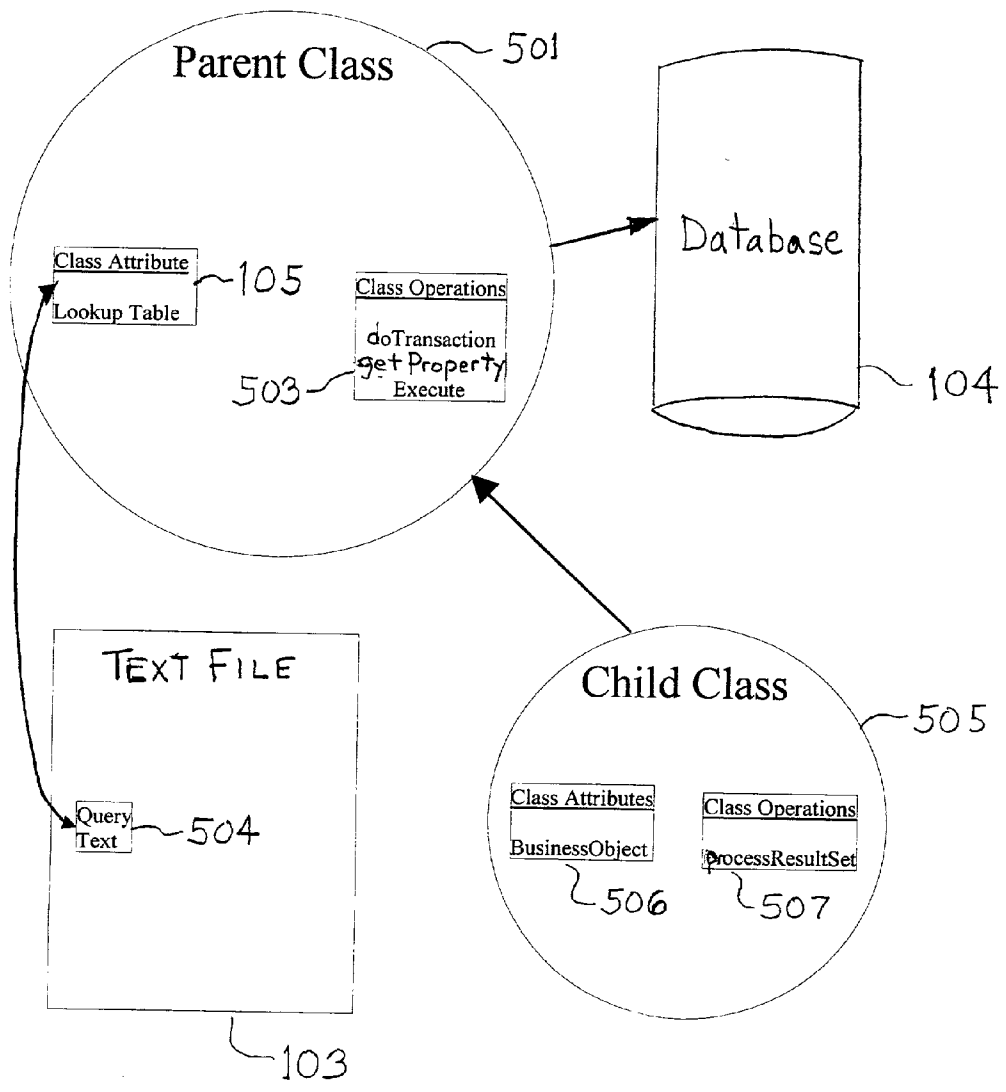 Parent Class
501
Class Attribute
Lookup Table
105
Class Operations
doTransaction
getProperty
Execute
503
Database
104
TEXT FILE
Query
Text
504
103
Child Class
505
Class Attributes
BusinessObject
506
Class Operations
processResultSet
507